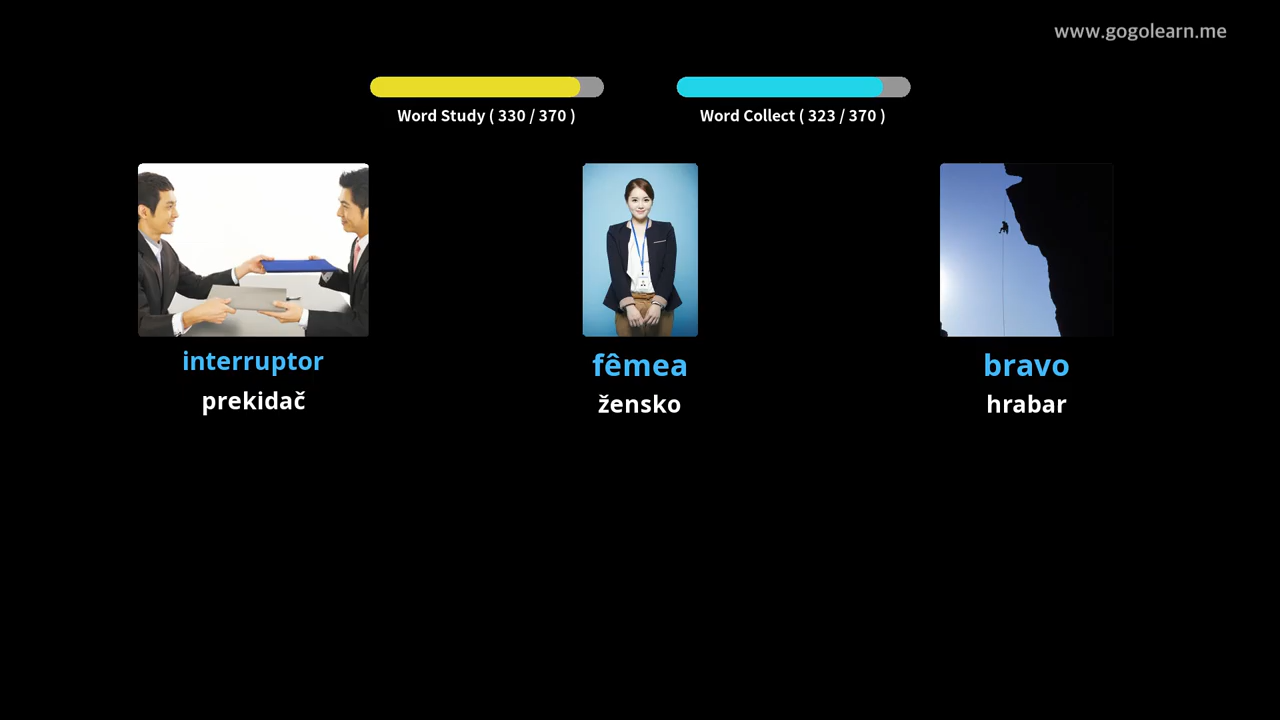 www.gogolearn.me
Word Study ( 330 / 370 )
Word Collect ( 323 / 370 )
interruptor
fêmea
bravo
prekidač
žensko
hrabar